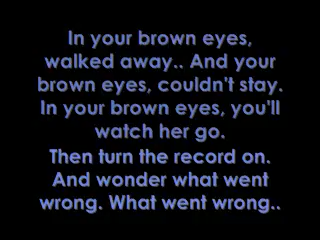 In your brown eyes,
walked away.. And your
brown eyes, couldn't stay.
In your brown eyes, you'll
watch her go.
Then turn the record on.
And wonder what went
wrong. What went wrong..